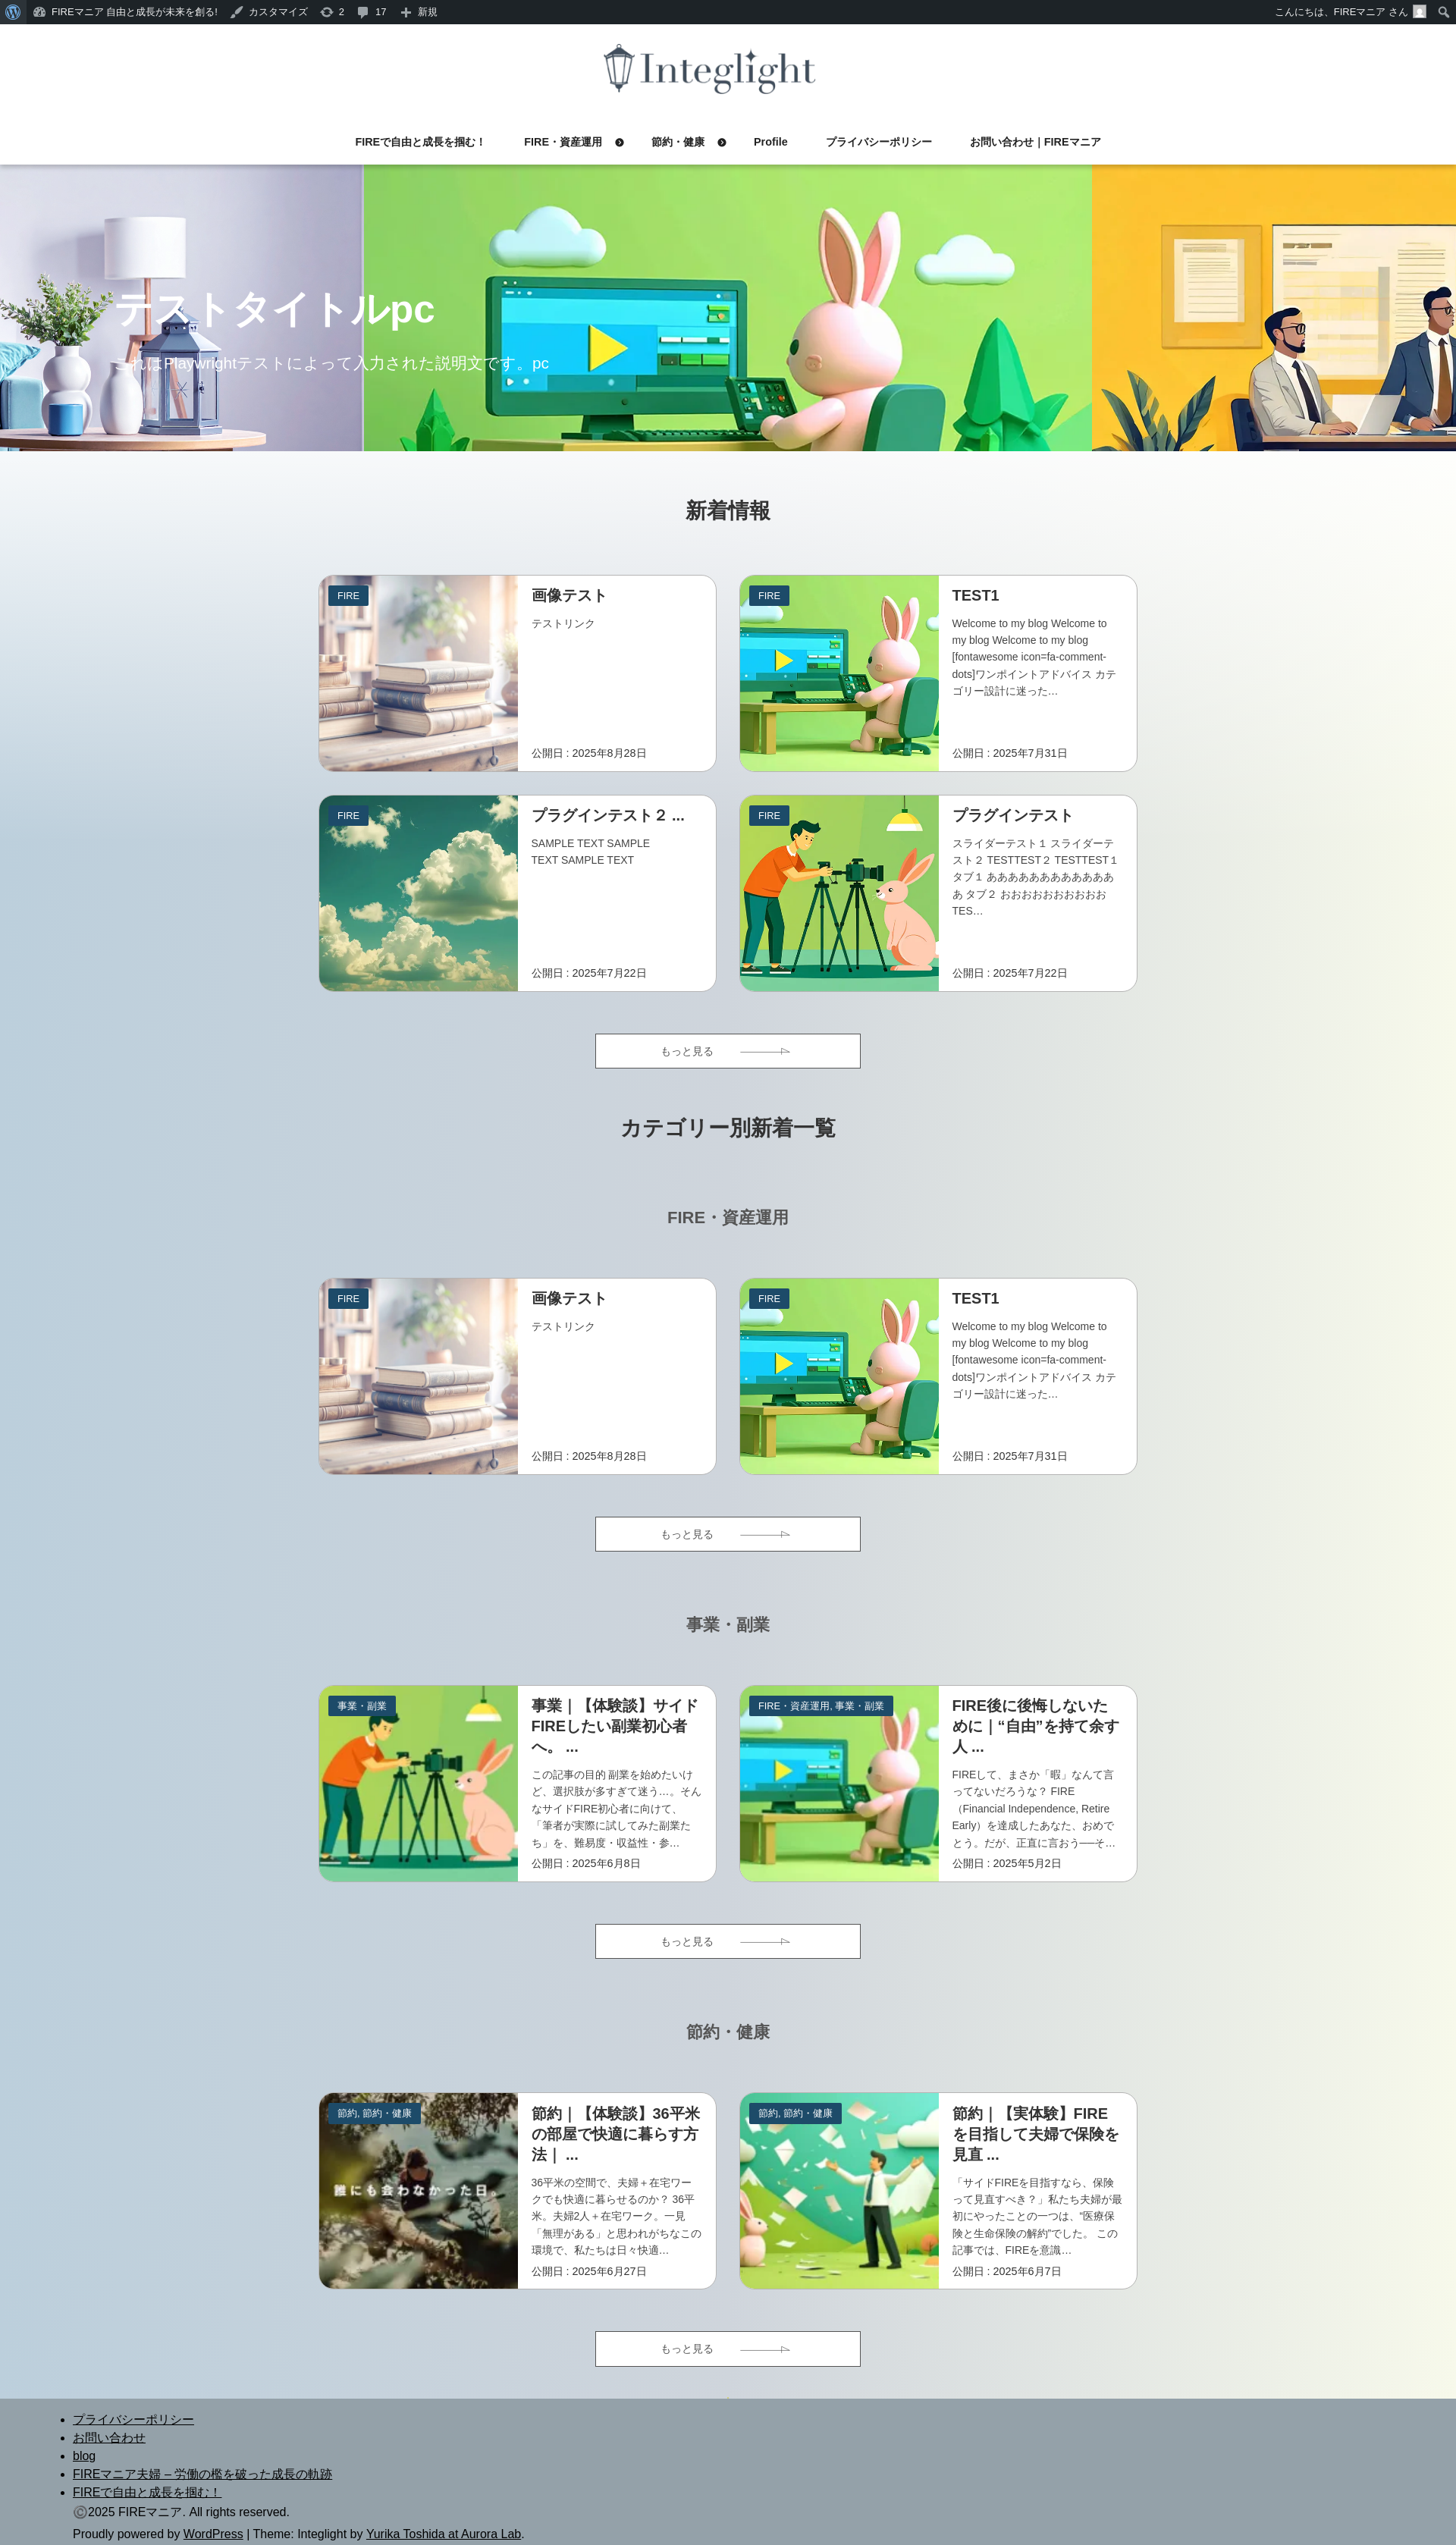 FIREマニア 自由と成長が未来を創る! カスタマイズ 2 17 新規 こんにちは、FIREマニア さん
Integlight
FIREで自由と成長を掴む！ FIRE・資産運用 節約・健康 Profile プライバシーポリシー お問い合わせ｜FIREマニア
テストタイトルpc
これはPlaywrightテストによって入力された説明文です。pc
新着情報
FIRE
画像テスト
テストリンク
公開日 : 2025年8月28日
FIRE
TEST1
Welcome to my blog Welcome to
my blog Welcome to my blog
[fontawesome icon=fa-comment-
dots]ワンポイントアドバイス カテ
ゴリー設計に迷った…
公開日 : 2025年7月31日
FIRE
プラグインテスト２ ...
SAMPLE TEXT SAMPLE
TEXT SAMPLE TEXT
公開日 : 2025年7月22日
FIRE
プラグインテスト
スライダーテスト１ スライダーテ
スト２ TESTTEST２ TESTTEST１
タブ１ ああああああああああああ
あ タブ２ おおおおおおおおおお
TES…
公開日 : 2025年7月22日
もっと見る
カテゴリー別新着一覧
FIRE・資産運用
FIRE
画像テスト
テストリンク
公開日 : 2025年8月28日
FIRE
TEST1
Welcome to my blog Welcome to
my blog Welcome to my blog
[fontawesome icon=fa-comment-
dots]ワンポイントアドバイス カテ
ゴリー設計に迷った…
公開日 : 2025年7月31日
もっと見る
事業・副業
事業・副業
事業｜【体験談】サイド
FIREしたい副業初心者
へ。 ...
この記事の目的 副業を始めたいけ
ど、選択肢が多すぎて迷う…。そん
なサイドFIRE初心者に向けて、
「筆者が実際に試してみた副業た
ち」を、難易度・収益性・参…
公開日 : 2025年6月8日
FIRE・資産運用, 事業・副業
FIRE後に後悔しないた
めに｜“自由”を持て余す
人 ...
FIREして、まさか「暇」なんて言
ってないだろうな？ FIRE
（Financial Independence, Retire
Early）を達成したあなた、おめで
とう。だが、正直に言おう──そ…
公開日 : 2025年5月2日
もっと見る
節約・健康
節約, 節約・健康
誰にも会わなかった日。
節約｜【体験談】36平米
の部屋で快適に暮らす方
法｜ ...
36平米の空間で、夫婦＋在宅ワー
クでも快適に暮らせるのか？ 36平
米。夫婦2人＋在宅ワーク。一見
「無理がある」と思われがちなこの
環境で、私たちは日々快適…
公開日 : 2025年6月27日
節約, 節約・健康
節約｜【実体験】FIRE
を目指して夫婦で保険を
見直 ...
「サイドFIREを目指すなら、保険
って見直すべき？」私たち夫婦が最
初にやったことの一つは、“医療保
険と生命保険の解約”でした。 この
記事では、FIREを意識…
公開日 : 2025年6月7日
もっと見る
プライバシーポリシー
お問い合わせ
blog
FIREマニア夫婦 – 労働の檻を破った成長の軌跡
FIREで自由と成長を掴む！
©2025 FIREマニア. All rights reserved.
Proudly powered by WordPress | Theme: Integlight by Yurika Toshida at Aurora Lab.